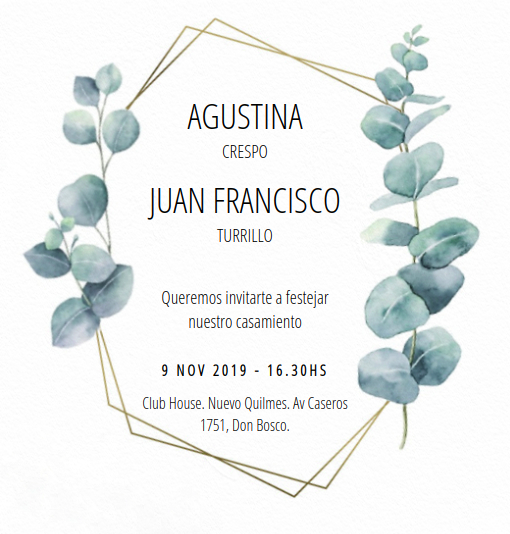 AGUSTINA
CRESPO
JUAN FRANCISCO
TURRILLO
Queremos invitarte a festejar
nuestro casamiento
9 NOV 2019 - 16.30HS
Club House. Nuevo Quilmes. Av Caseros
1751, Don Bosco.